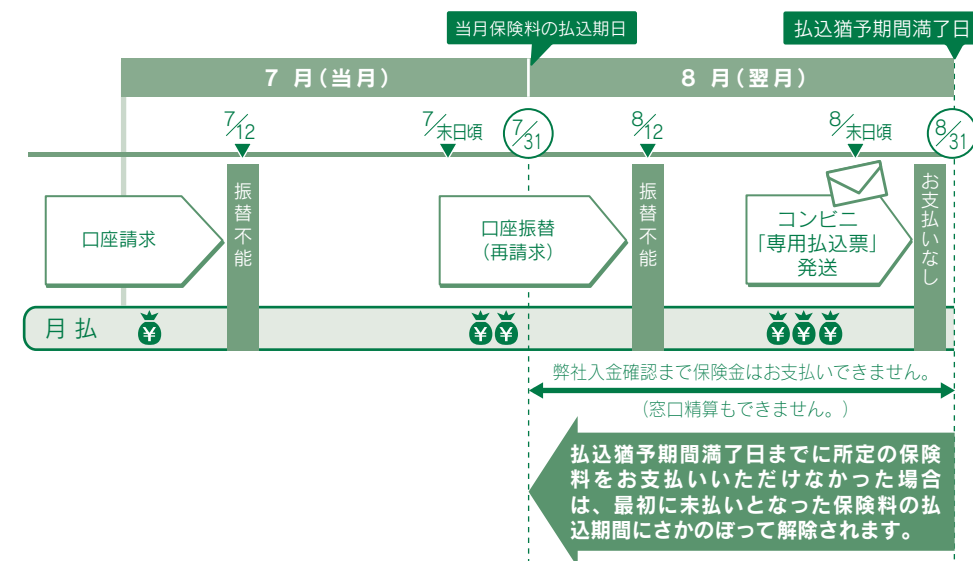 当月保険料の払込期日
払込猶予期間満了日
7 月(当月)
8 月(翌月)
7/12
7/末日頃
7/31
8/12
8/末日頃
8/31
口座請求
振替不能
口座振替
(再請求)
振替不能
コンビニ
「専用払込票」
発送
お支払いなし
月 払
¥
¥¥
¥¥¥
弊社入金確認まで保険金はお支払いできません。
(窓口精算もできません。)
払込猶予期間満了日までに所定の保険
料をお支払いいただけなかった場合
は、最初に未払いとなった保険料の払
込期間にさかのぼって解除されます。